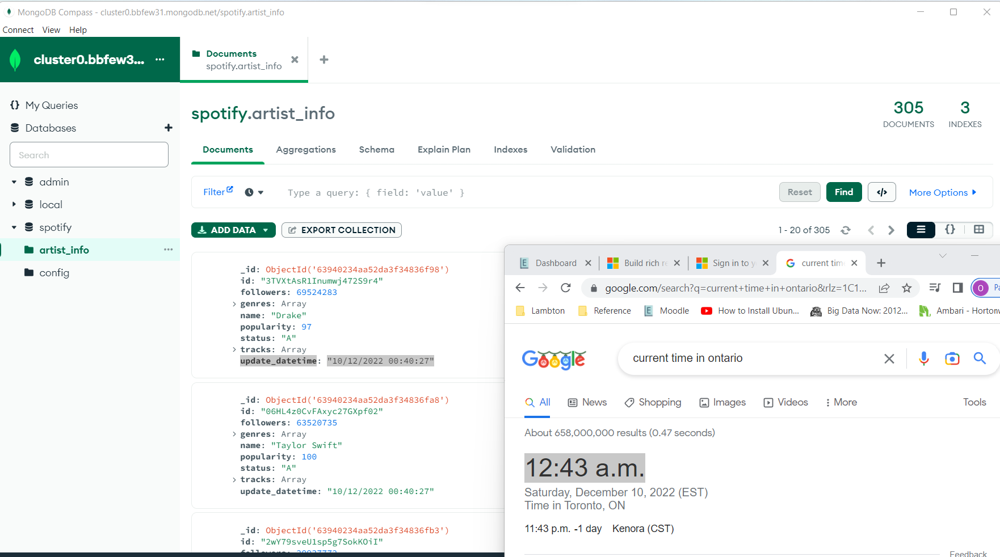 MongoDB Compass - cluster0.bbfew31.mongodb.net/spotify.artist_info
Connect View Help
cluster0.bbfew3... ···
Documents
spotify.artist_info
{} My Queries
Databases
Search
admin
local
spotify
artist_info ···
config
spotify.artist_info
305
DOCUMENTS
3
INDEXES
Documents Aggregations Schema Explain Plan Indexes Validation
Filter Type a query: { field: 'value' } Reset Find </> More Options
ADD DATA EXPORT COLLECTION 1 - 20 of 305 {}
_id: ObjectId('63940234aa52da3f34836f98')
id: "3TVXtAsR1Inumwj472S9r4"
followers: 69524283
genres: Array
name: "Drake"
popularity: 97
status: "A"
tracks: Array
update_datetime: "10/12/2022 00:40:27"
_id: ObjectId('63940234aa52da3f34836fa8')
id: "06HL4z0CvFAxyc27GXpf02"
followers: 63520735
genres: Array
name: "Taylor Swift"
popularity: 100
status: "A"
tracks: Array
update_datetime: "10/12/2022 00:40:27"
_id: ObjectId('63940234aa52da3f34836fb3')
id: "2wY79sveU1sp5g7SokKOiI"
Dashboard Build rich Sign in to current tim
google.com/search?q=current+time+in+ontario&rlz=1C1... O
Lambton Reference Moodle How to Install Ubun... Big Data Now: 2012... Ambari - Horton
Google
current time in ontario
All News Shopping Images Videos More Tools
About 658,000,000 results (0.47 seconds)
12:43 a.m.
Saturday, December 10, 2022 (EST)
Time in Toronto, ON
11:43 p.m. -1 day Kenora (CST)
Feedback